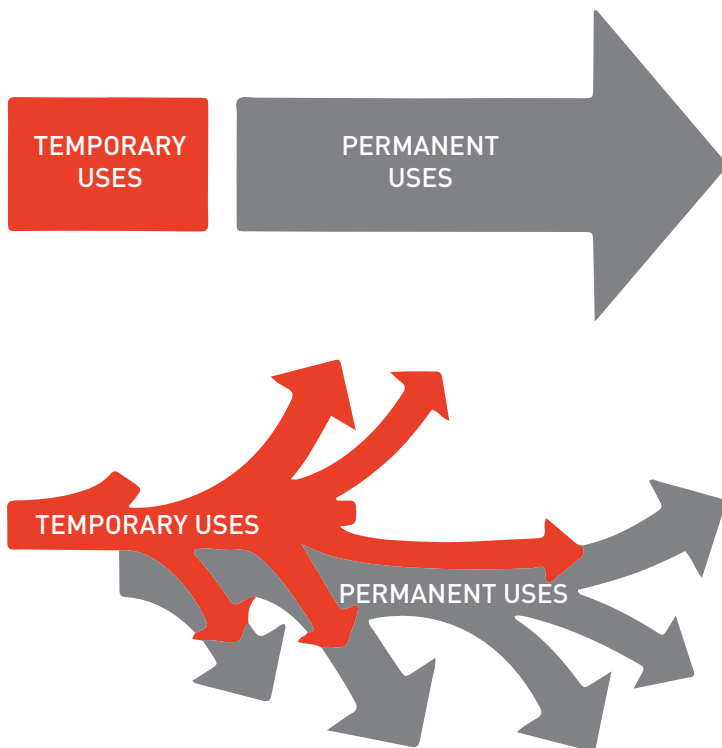 TEMPORARY
USES
PERMANENT
USES
TEMPORARY USES
PERMANENT USES